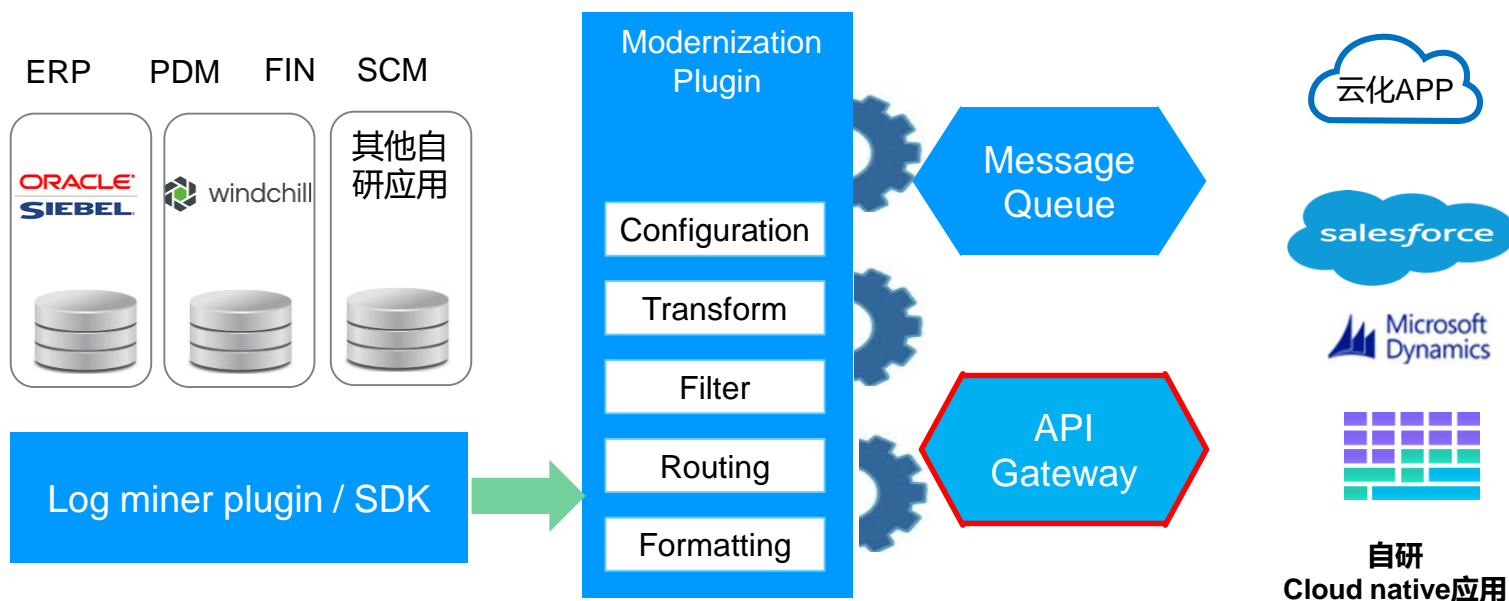 ERP
PDM
FIN
SCM
ORACLE
SIEBEL
windchill
其他自
研应用
Log miner plugin / SDK
Modernization
Plugin
Configuration
Transform
Filter
Routing
Formatting
Message
Queue
API
Gateway
云化APP
salesforce
Microsoft
Dynamics
自研
Cloud native应用